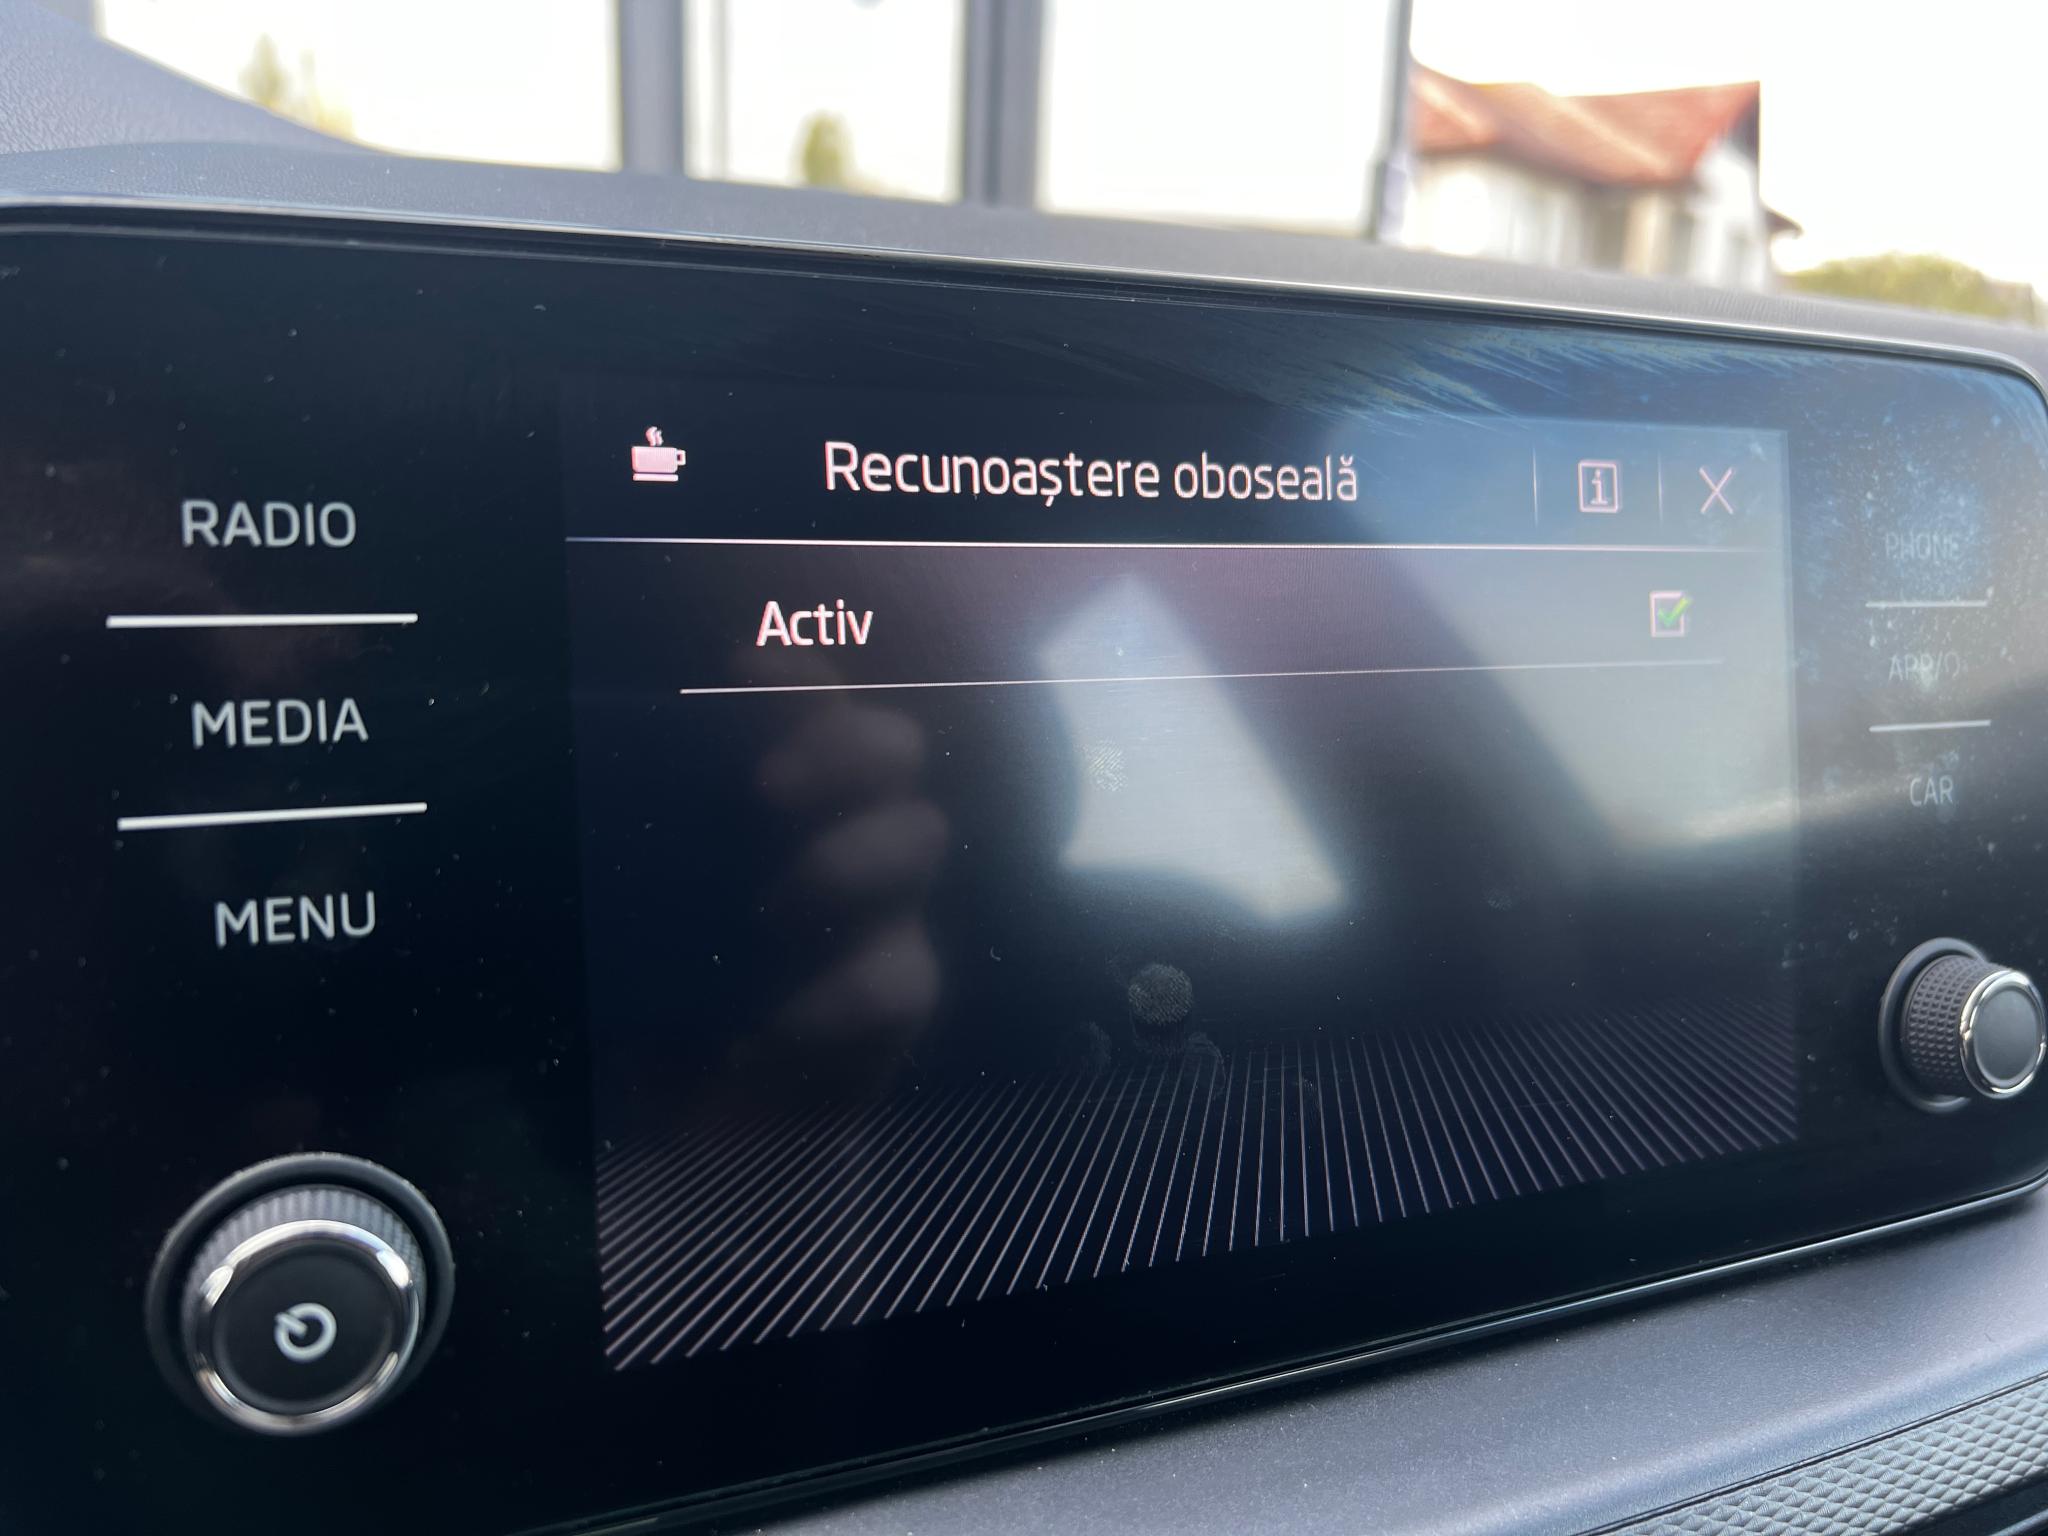 Recunoaștere oboseală
Activ
RADIO
MEDIA
MENU
PHONE
CAR